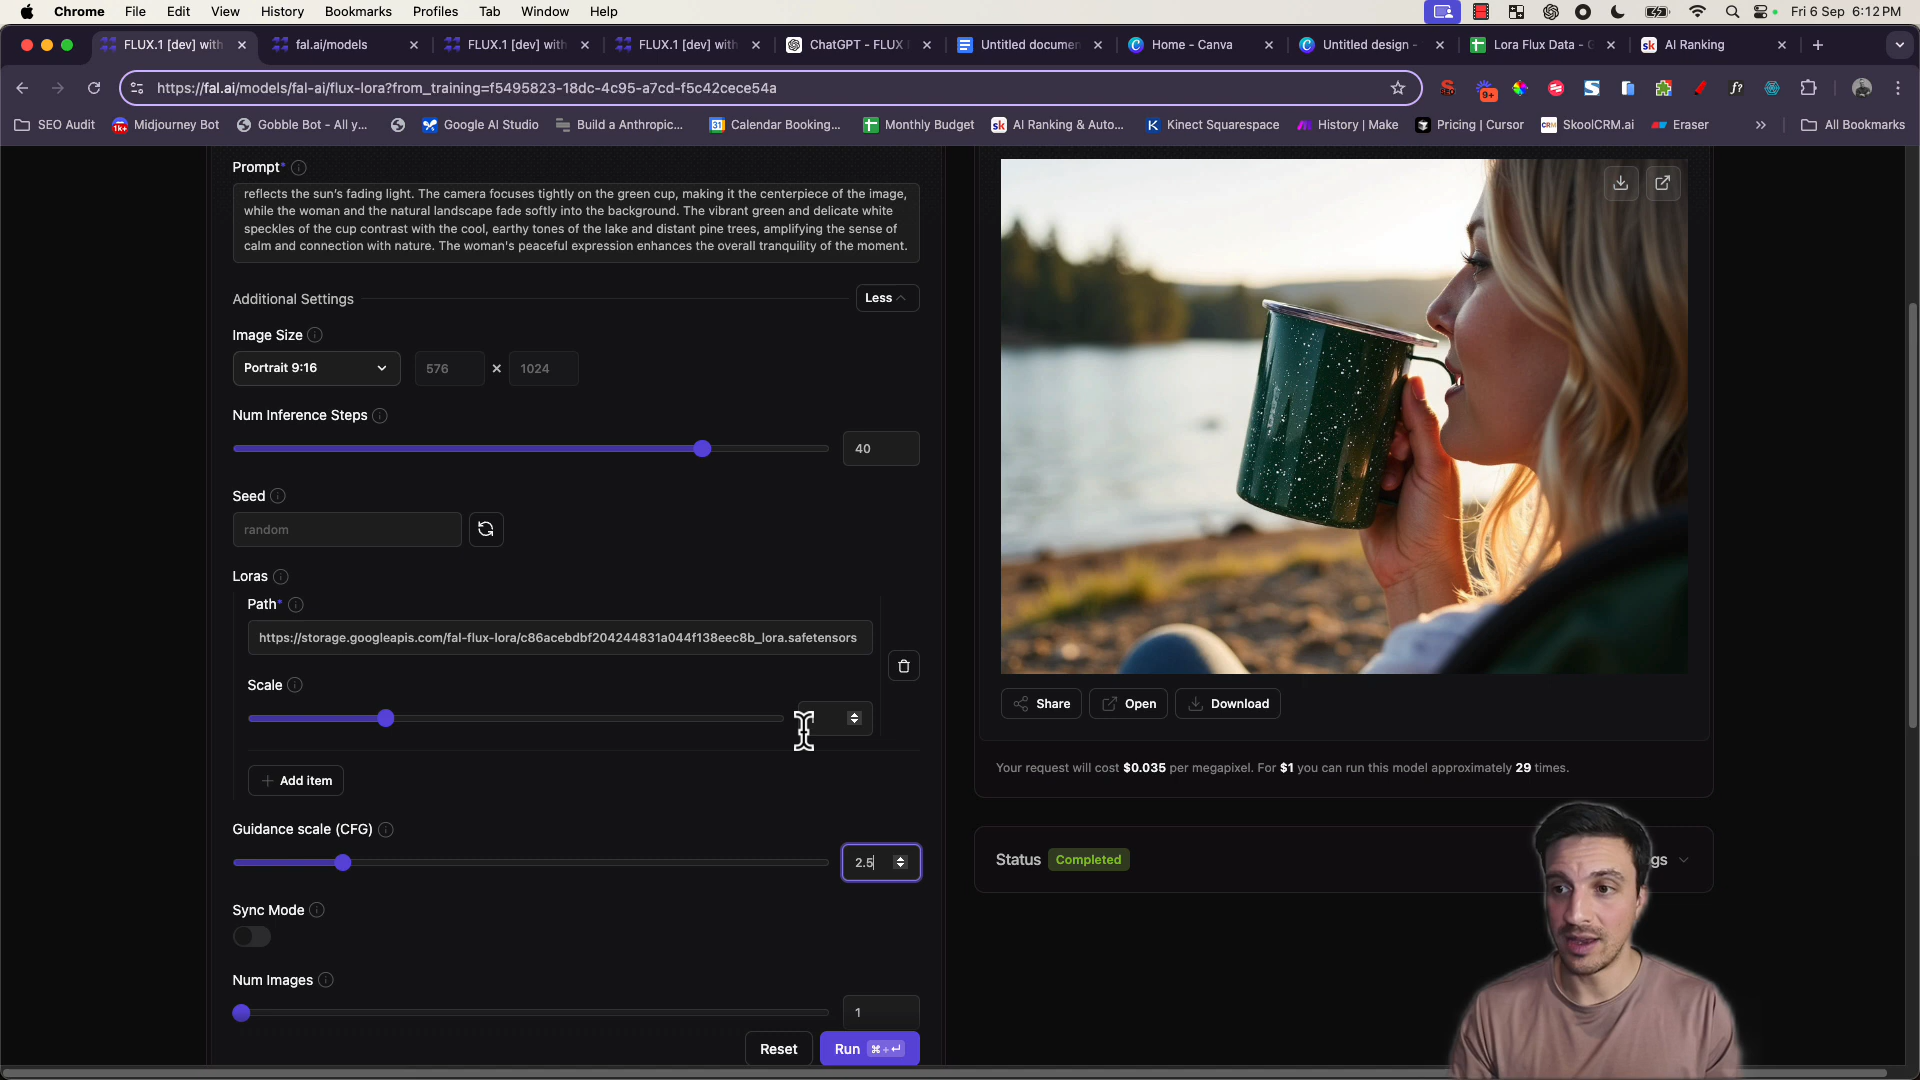 Chrome File Edit View History Bookmarks Profiles Tab Window Help
Fri 6 Sep 6:12 PM
FLUX.1 [dev] with
fal.ai/models
FLUX.1 [dev] with
FLUX.1 [dev] with
ChatGPT - FLUX
Untitled documen
Home - Canva
Untitled design -
Lora Flux Data - G
AI Ranking
https://fal.ai/models/fal-ai/flux-lora?from_training=f5495823-18dc-4c95-a7cd-f5c42cece54a
9+
SEO Audit
Midjourney Bot
Gobble Bot - All y...
Google AI Studio
Build a Anthropic...
Calendar Booking...
Monthly Budget
AI Ranking & Auto...
Kinect Squarespace
History | Make
Pricing | Cursor
SkoolCRM.ai
Eraser
All Bookmarks
Prompt*
reflects the sun's fading light. The camera focuses tightly on the green cup, making it the centerpiece of the image,
while the woman and the natural landscape fade softly into the background. The vibrant green and delicate white
speckles of the cup contrast with the cool, earthy tones of the lake and distant pine trees, amplifying the sense of
calm and connection with nature. The woman's peaceful expression enhances the overall tranquility of the moment.
Additional Settings
Less
Image Size
Portrait 9:16
576 × 1024
Num Inference Steps
40
Seed
random
Loras
Path*
https://storage.googleapis.com/fal-flux-lora/c86acebdbf204244831a044f138eec8b_lora.safetensors
Scale
Add item
Guidance scale (CFG)
2.5
Sync Mode
Num Images
1
Reset
Run ⌘+↵
Share
Open
Download
Your request will cost $0.035 per megapixel. For $1 you can run this model approximately 29 times.
Status Completed
gs